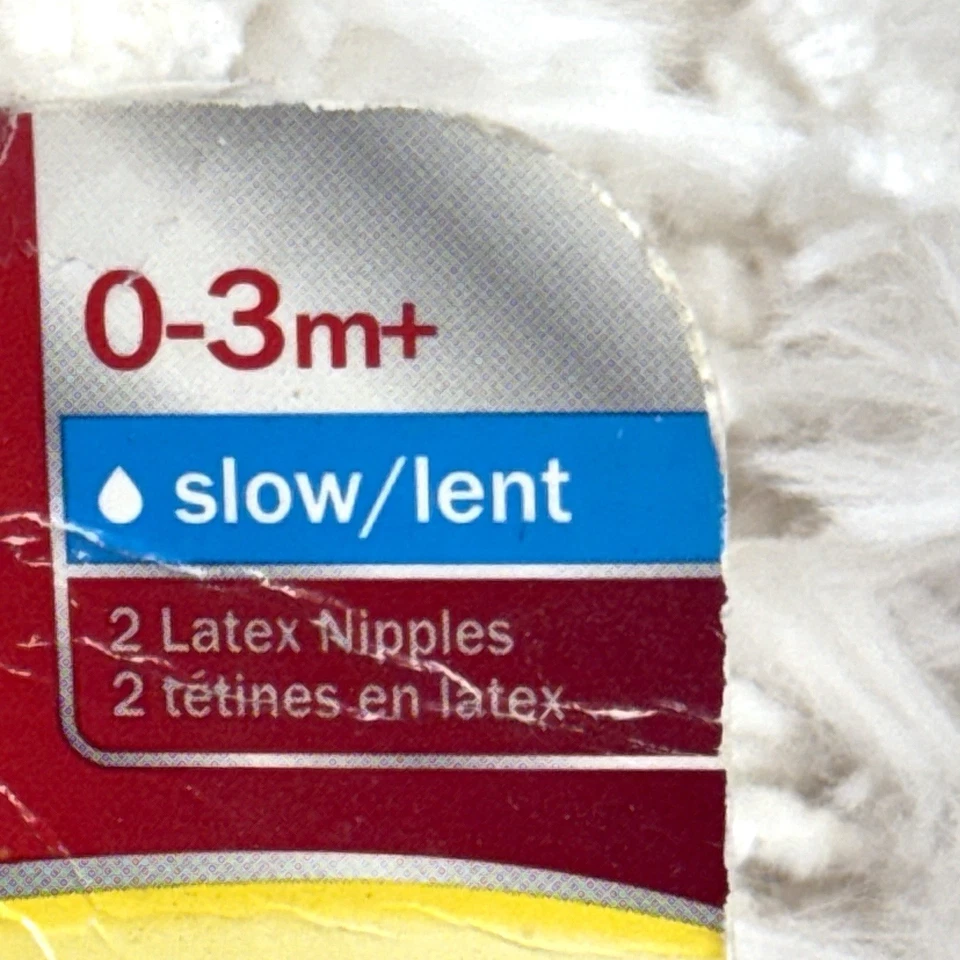 0-3m+
slow/lent
2 Latex Nipples
2 tétines en latex